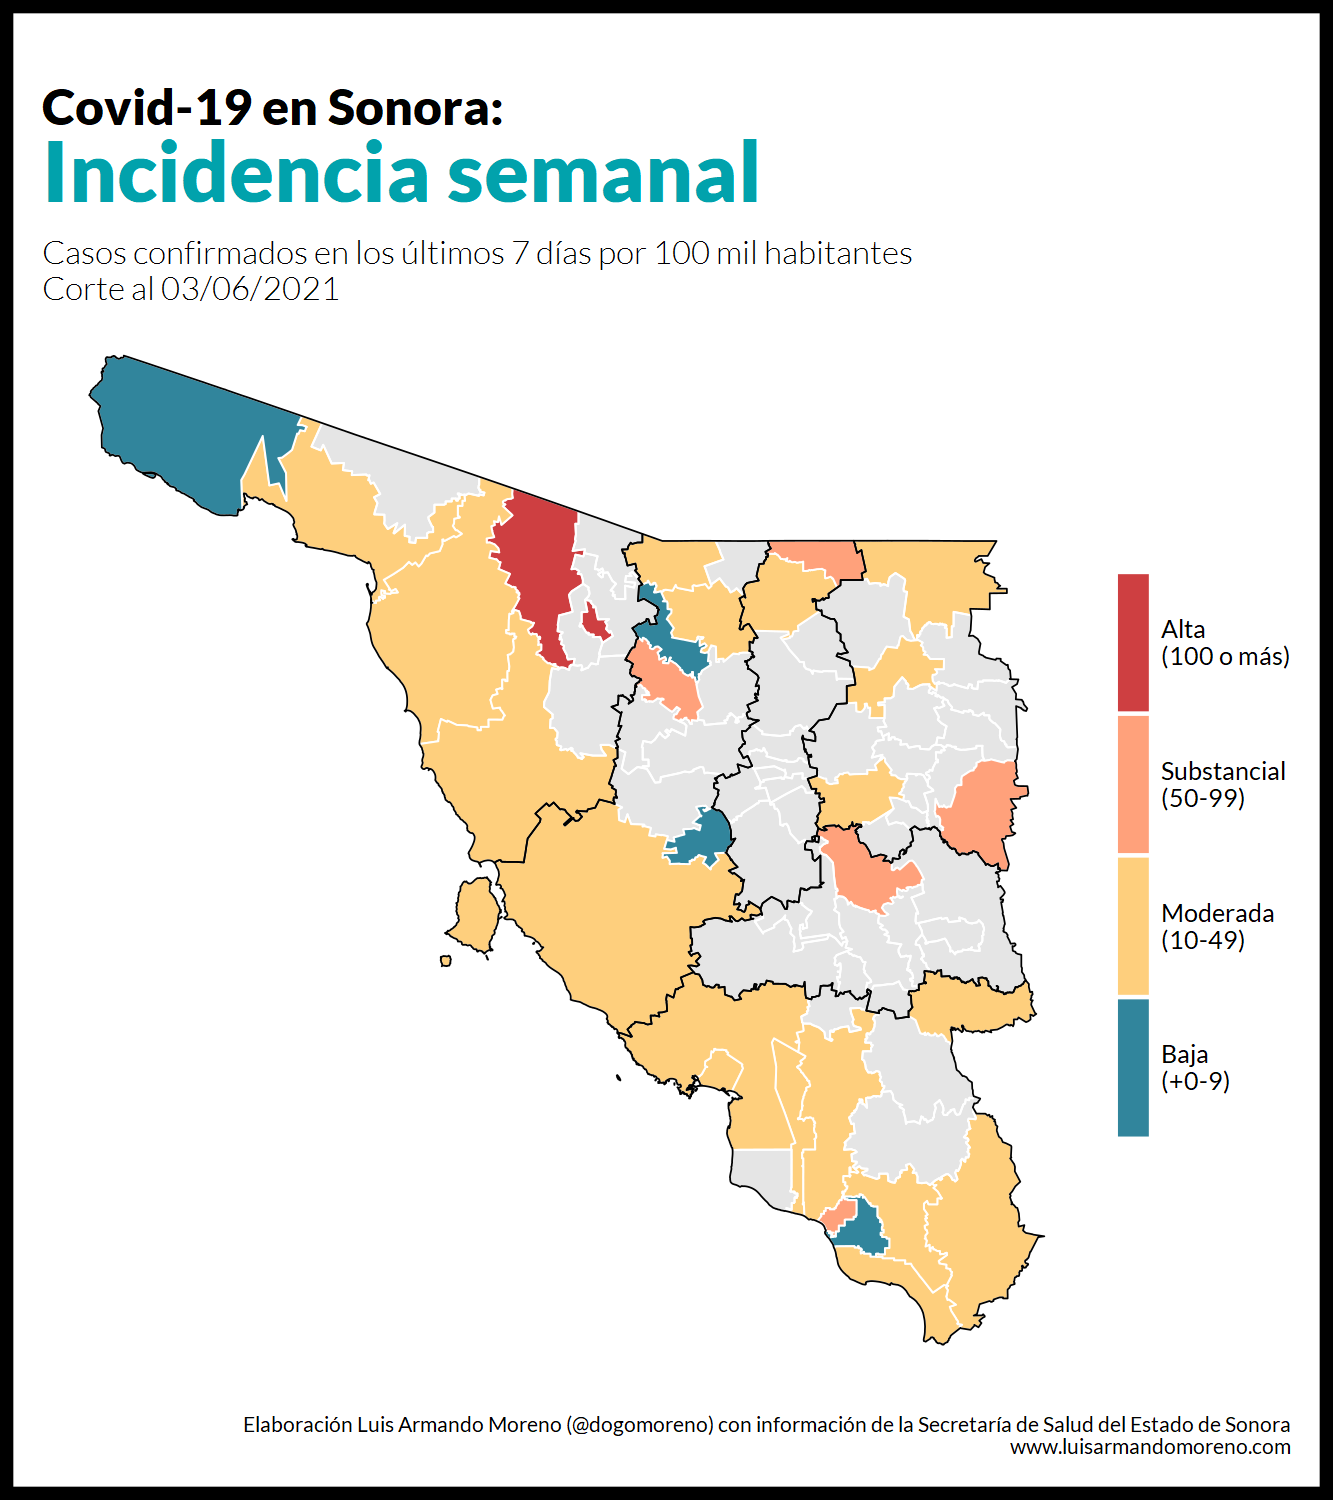 Covid-19 en Sonora:
Incidencia semanal
Casos confirmados en los últimos 7 días por 100 mil habitantes
Corte al 03/06/2021
Alta
(100 o más)
Substancial
(50-99)
Moderada
(10-49)
Baja
(+0-9)
Elaboración Luis Armando Moreno (@dogomoreno) con información de la Secretaría de Salud del Estado de Sonora
www.luisarmandomoreno.com